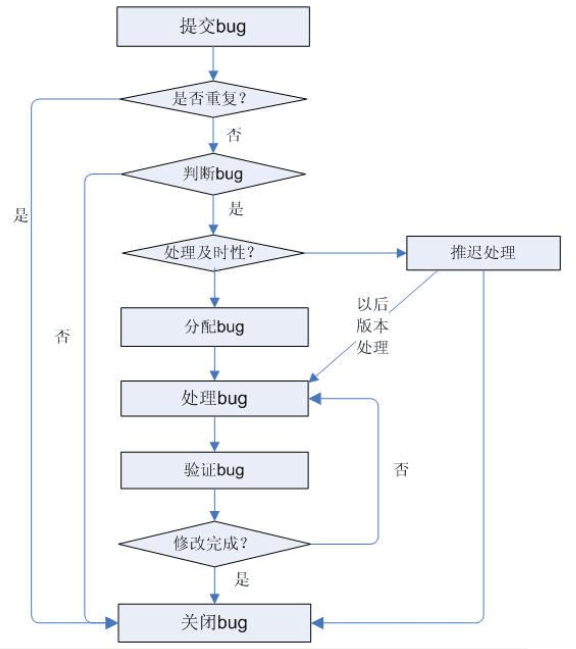 提交bug
是否重复？
否
判断bug
是
是
处理及时性？
推迟处理
以后
版本
处理
分配bug
否
处理bug
验证bug
否
修改完成？
是
关闭bug